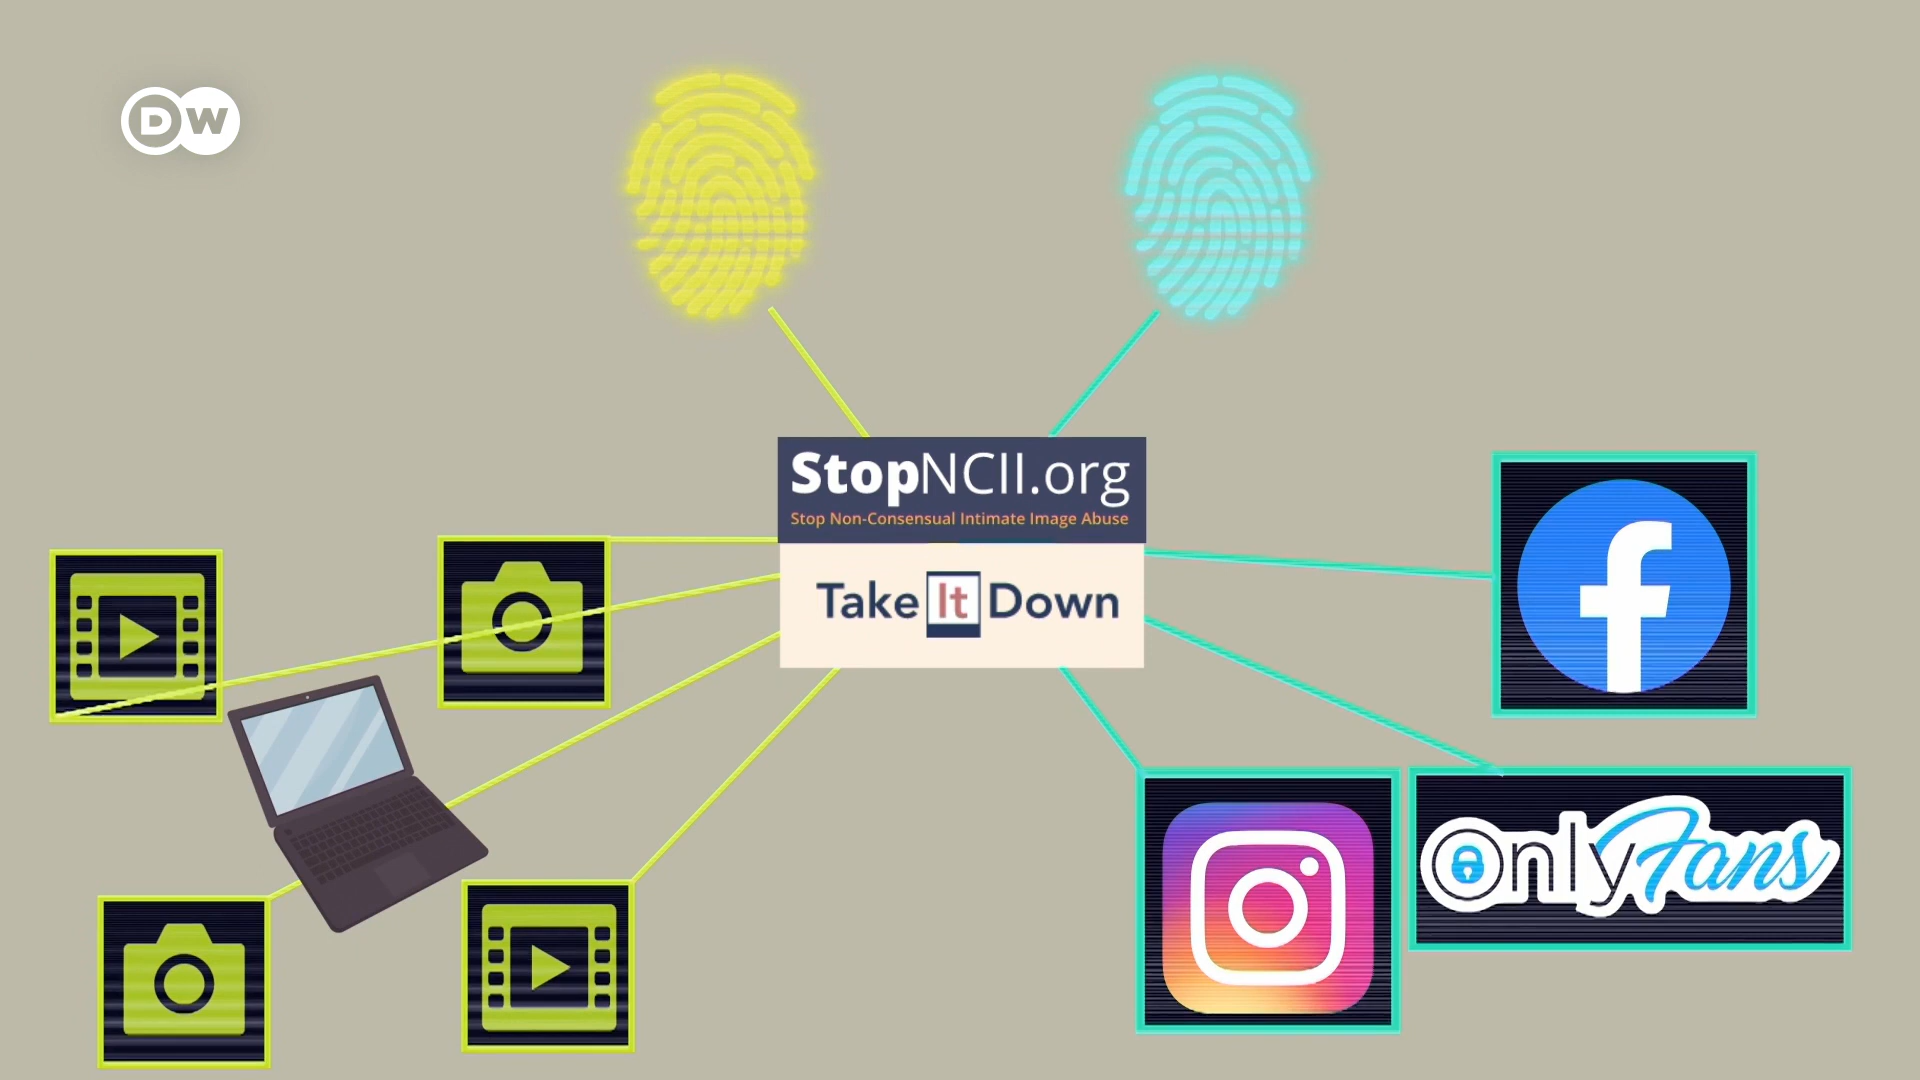 DW
StopNCII.org
Stop Non-Consensual Intimate Image Abuse
Take It Down
OnlyFans